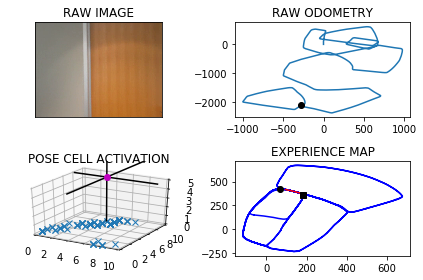 RAW IMAGE
RAW ODOMETRY
0
−1000
−2000
−1000 −500 0 500 1000
POSE CELL ACTIVATION
5
4
3
2
1
0
0 2 4 6 8 10
0 2 4 6 8 10
EXPERIENCE MAP
500
250
0
−250
0 200 400 600